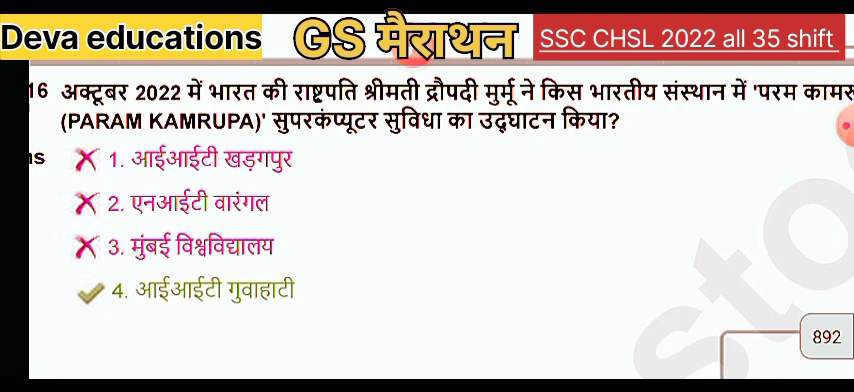 Deva educations GS मैराथन SSC CHSL 2022 all 35 shift
16 अक्टूबर 2022 में भारत की राष्ट्रपति श्रीमती द्रौपदी मुर्मू ने किस भारतीय संस्थान में 'परम कामरु
(PARAM KAMRUPA)' सुपरकंप्यूटर सुविधा का उद्घाटन किया?
ns 1. आईआईटी खड़गपुर
2. एनआईटी वारंगल
3. मुंबई विश्वविद्यालय
4. आईआईटी गुवाहाटी
892